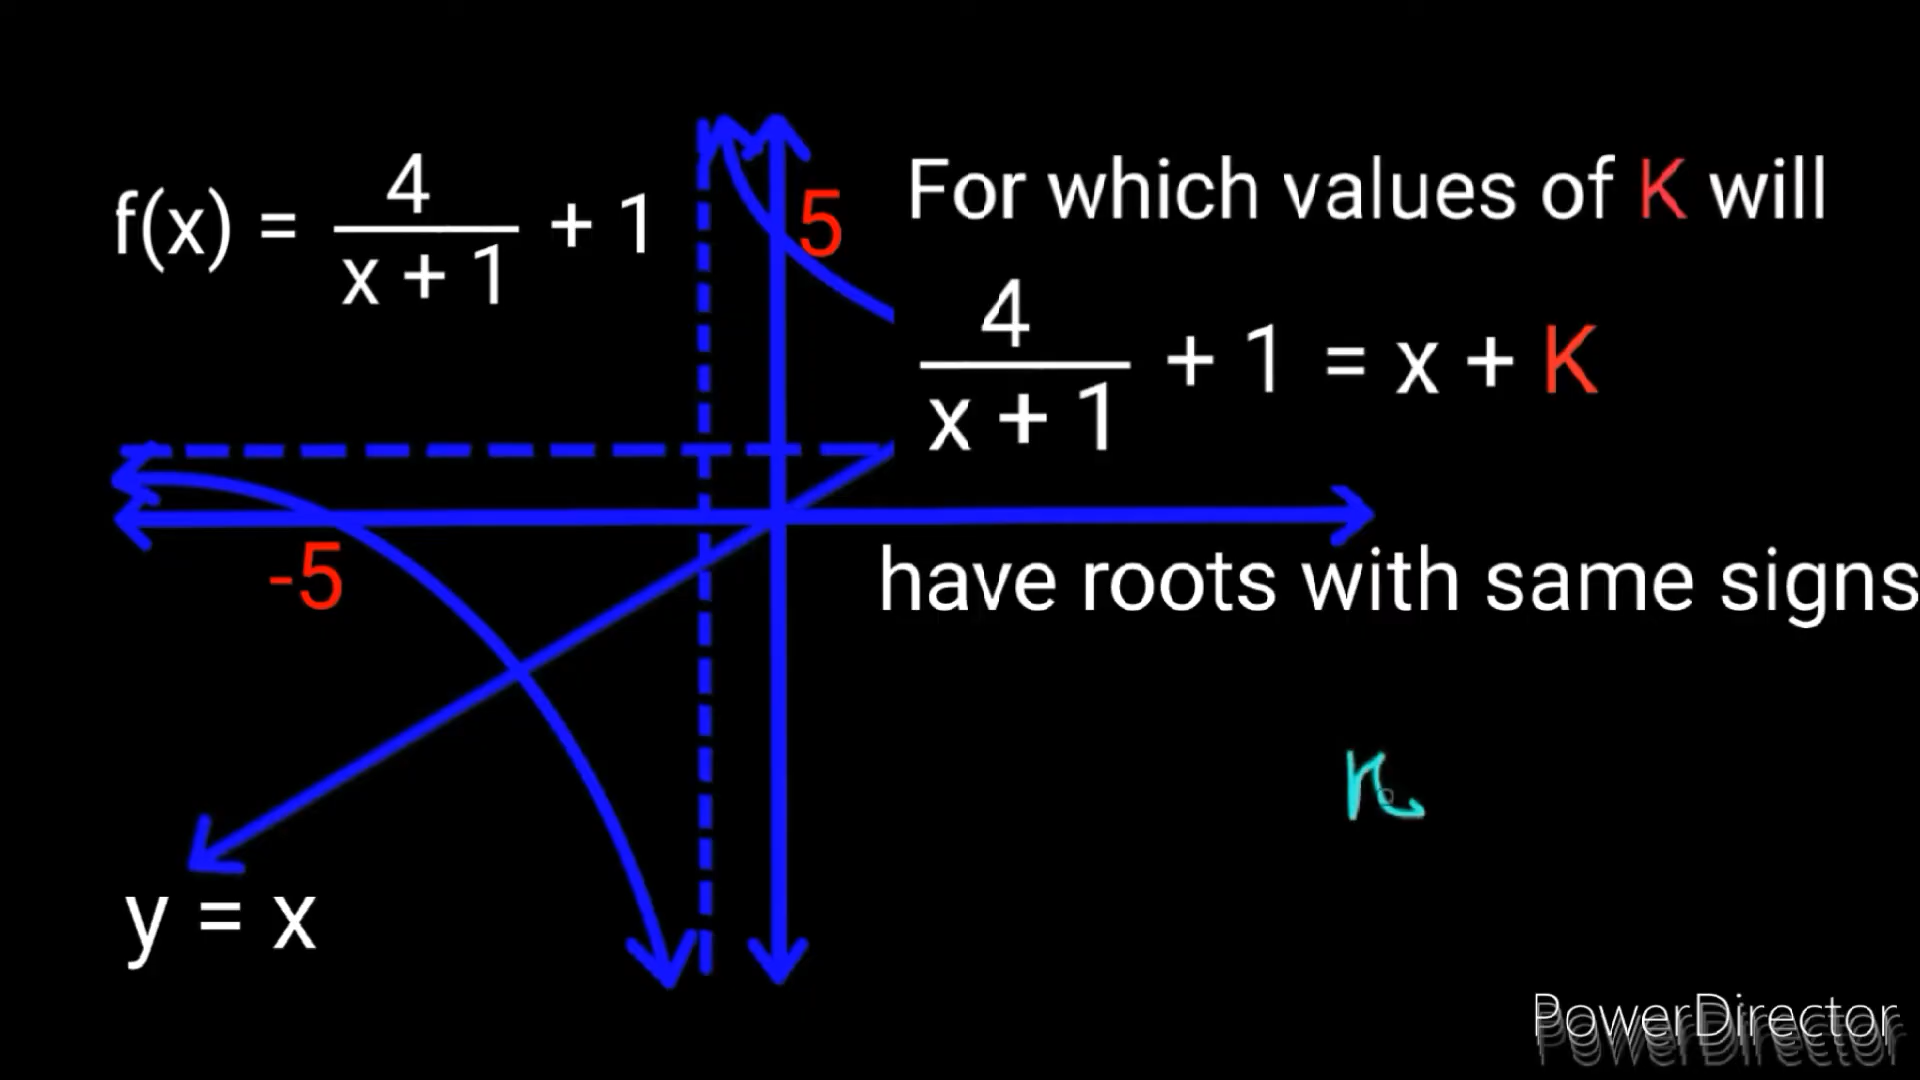 f(x) = 4/(x + 1) + 1
5
-5
y = x
For which values of K will
4/(x + 1) + 1 = x + K
have roots with same signs
PowerDirector